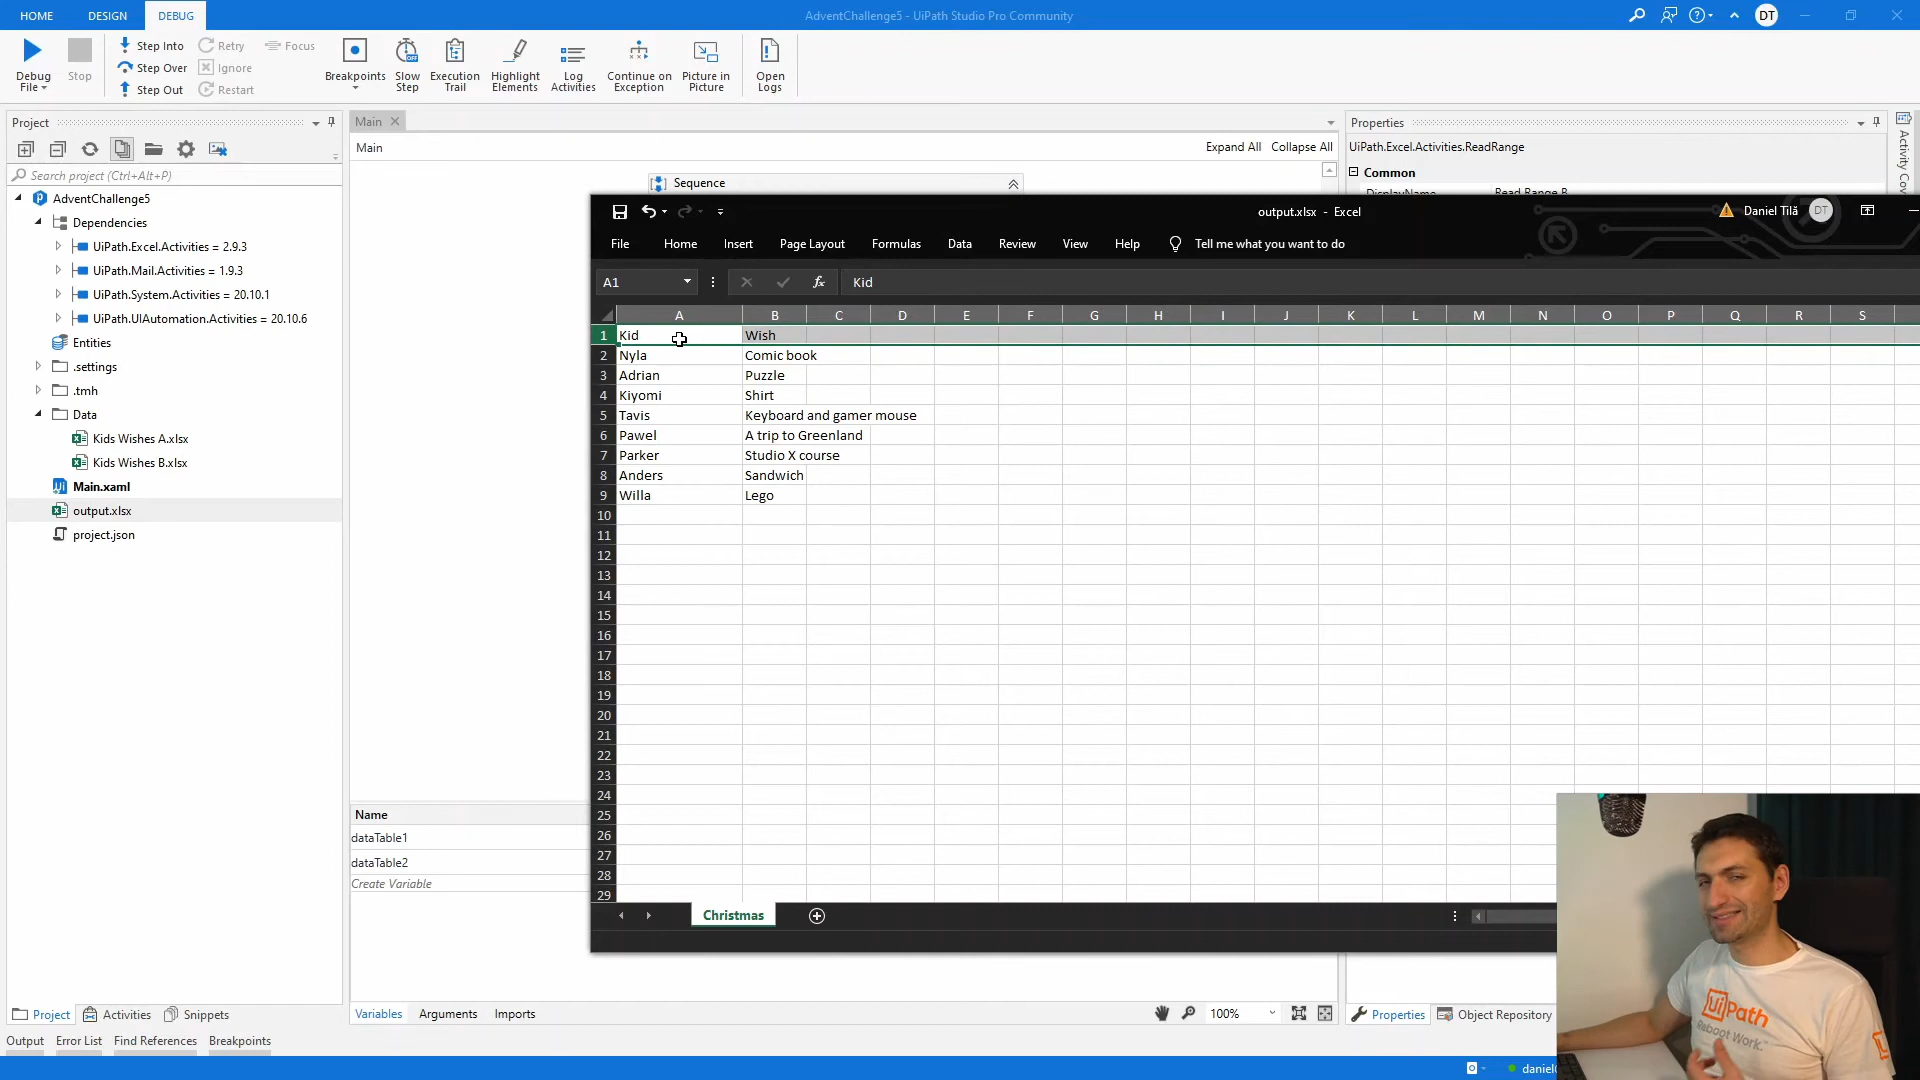 HOME DESIGN DEBUG
AdventChallenge5 - UiPath Studio Pro Community
DT
Debug File
Stop
Step Into
Step Over
Step Out
Retry
Ignore
Restart
Focus
Breakpoints
Slow Step
Execution Trail
Highlight Elements
Log Activities
Continue on Exception
Picture in Picture
Open Logs
Project
Search project (Ctrl+Alt+P)
AdventChallenge5
Dependencies
UiPath.Excel.Activities = 2.9.3
UiPath.Mail.Activities = 1.9.3
UiPath.System.Activities = 20.10.1
UiPath.UIAutomation.Activities = 20.10.6
Entities
.settings
.tmh
Data
Kids Wishes A.xlsx
Kids Wishes B.xlsx
Main.xaml
output.xlsx
project.json
Project Activities Snippets
Output Error List Find References Breakpoints
Main
Main
Expand All Collapse All
Sequence
Properties
UiPath.Excel.Activities.ReadRange
Common
DisplayName Read Range B
output.xlsx - Excel
Daniel Tilă DT
File Home Insert Page Layout Formulas Data Review View Help Tell me what you want to do
A1 fx Kid
A B C D E F G H I J K L M N O P Q R S
1 Kid Wish
2 Nyla Comic book
3 Adrian Puzzle
4 Kiyomi Shirt
5 Tavis Keyboard and gamer mouse
6 Pawel A trip to Greenland
7 Parker Studio X course
8 Anders Sandwich
9 Willa Lego
10
11
12
13
14
15
16
17
18
19
20
21
22
23
24
25
26
27
28
29
Christmas
Name
dataTable1
dataTable2
Create Variable
Variables Arguments Imports
100%
Properties Object Repository
UiPath
Reboot Work.™